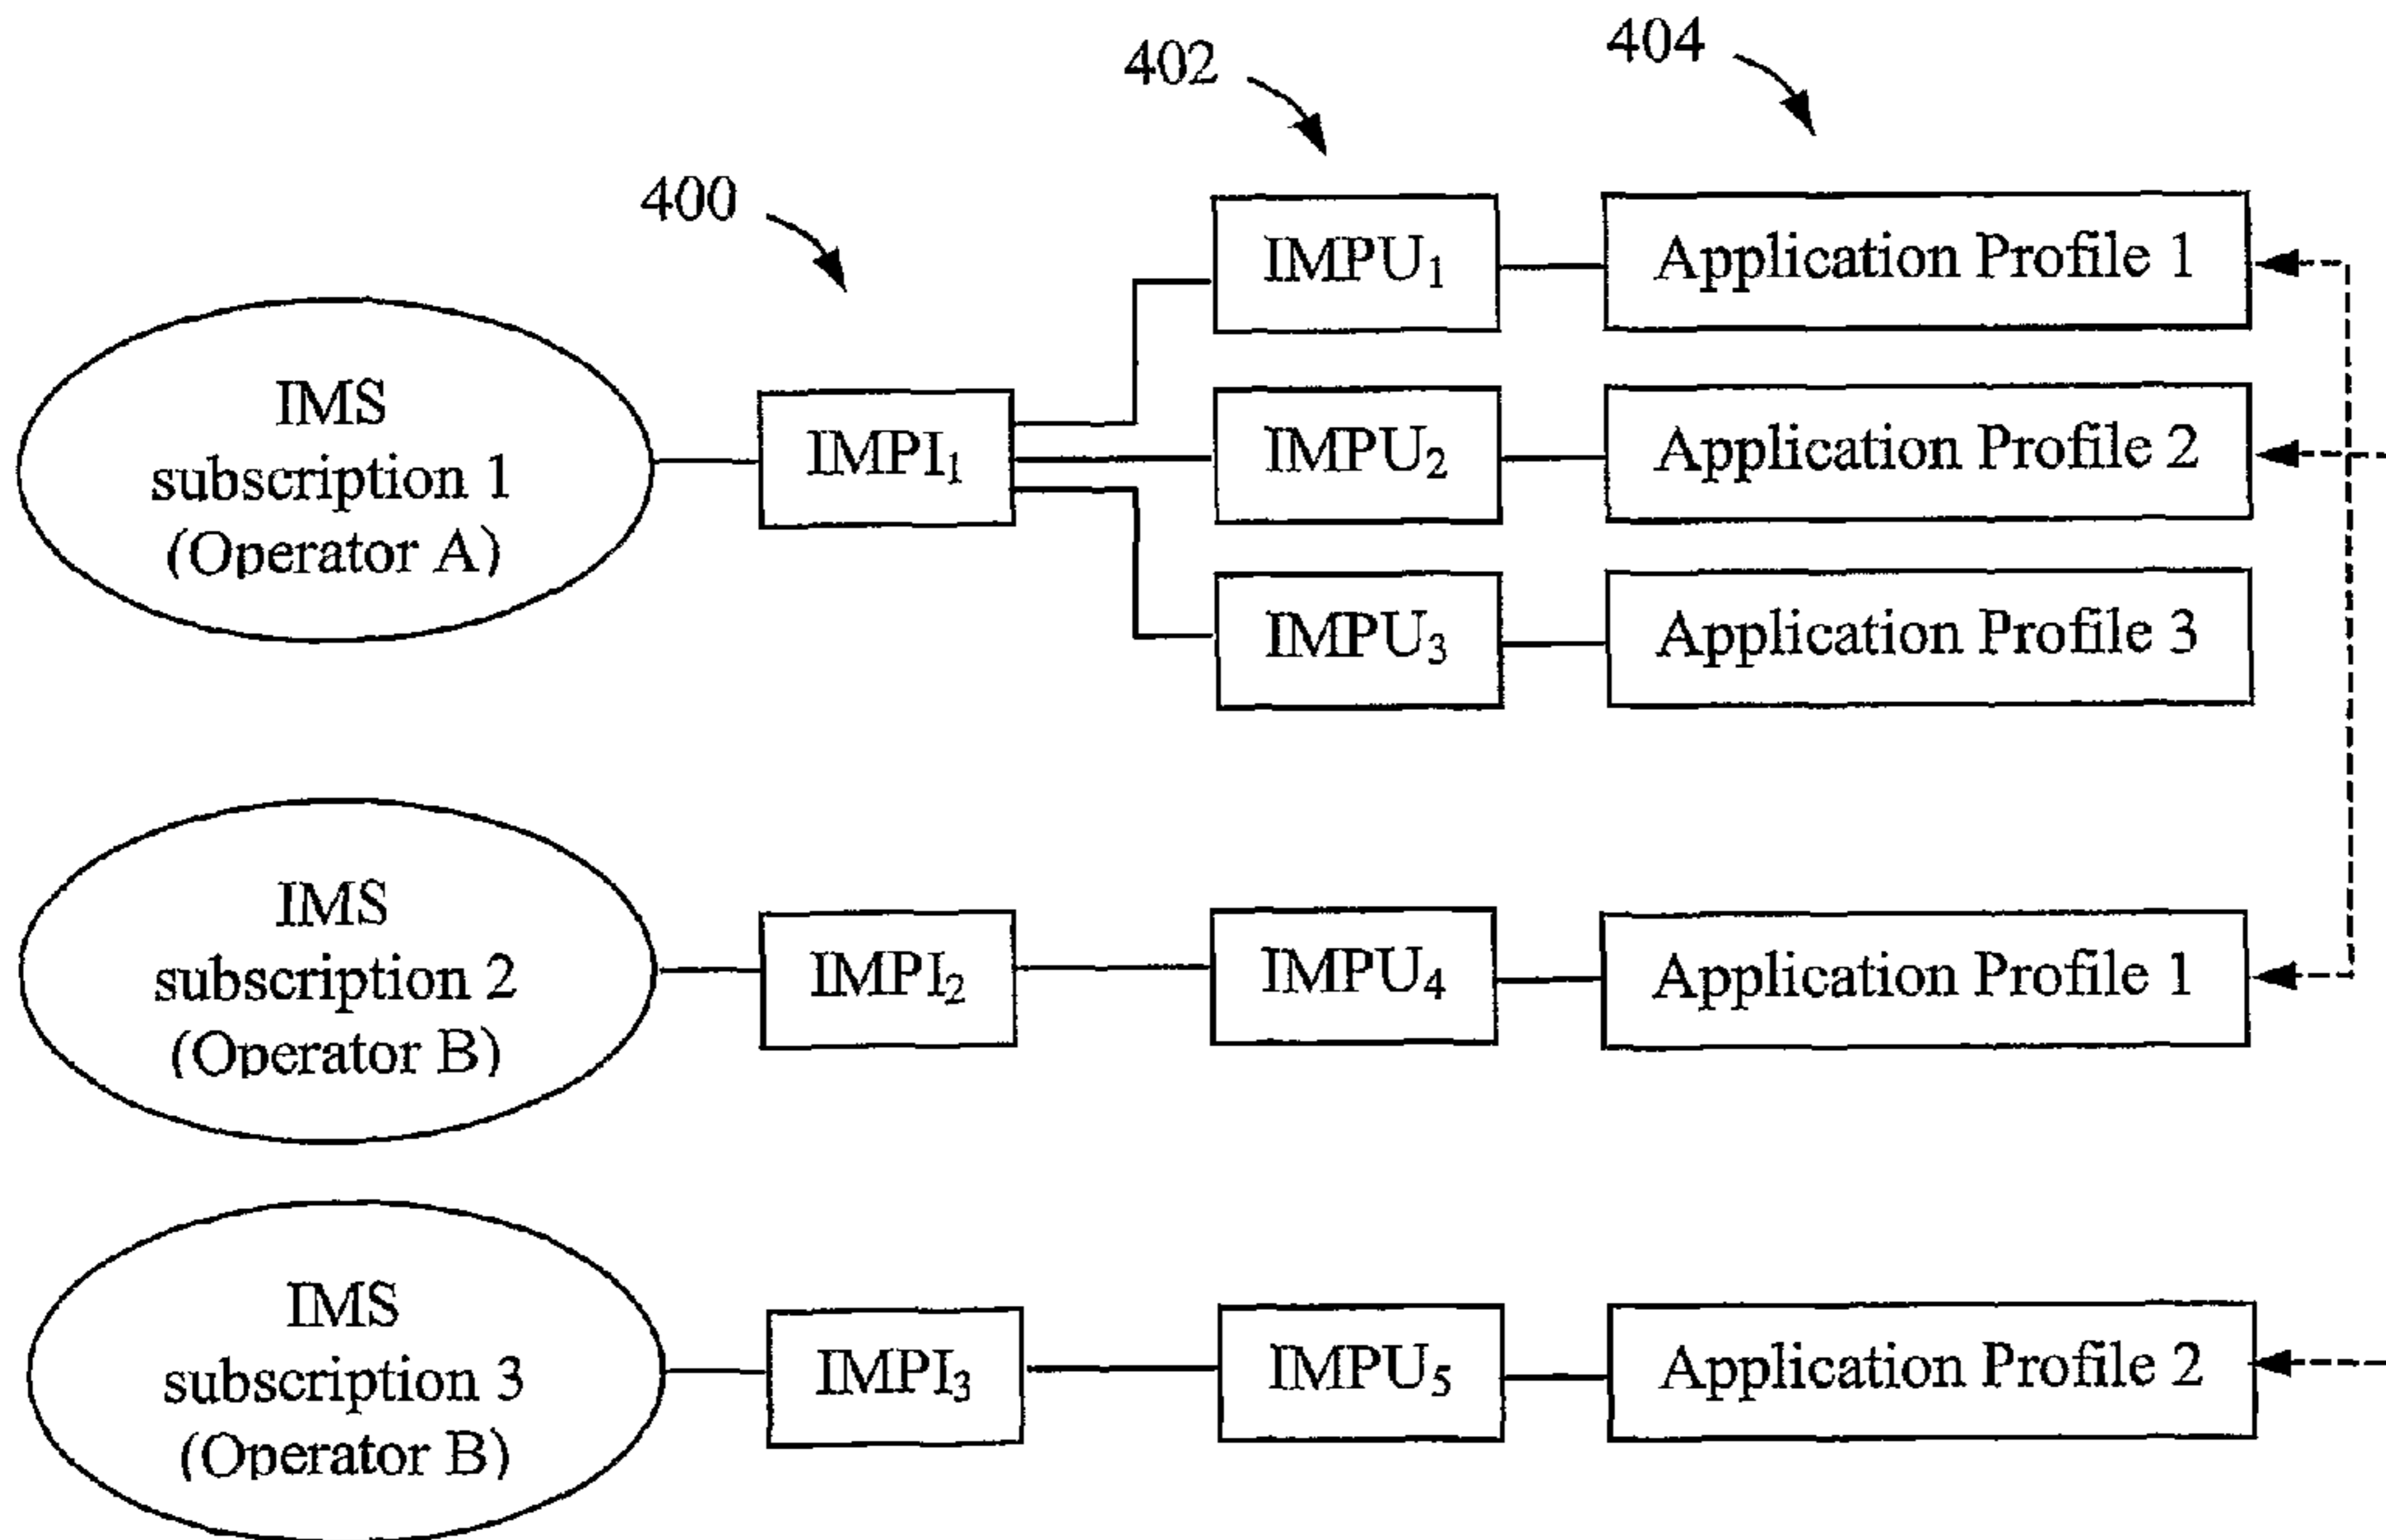 404
402
400
IMPU₁
Application Profile 1
IMS
subscription 1
(Operator A)
IMPI₁
IMPU₂
Application Profile 2
IMPU₃
Application Profile 3
IMS
subscription 2
(Operator B)
IMPI₂
IMPU₄
Application Profile 1
IMS
subscription 3
(Operator B)
IMPI₃
IMPU₅
Application Profile 2